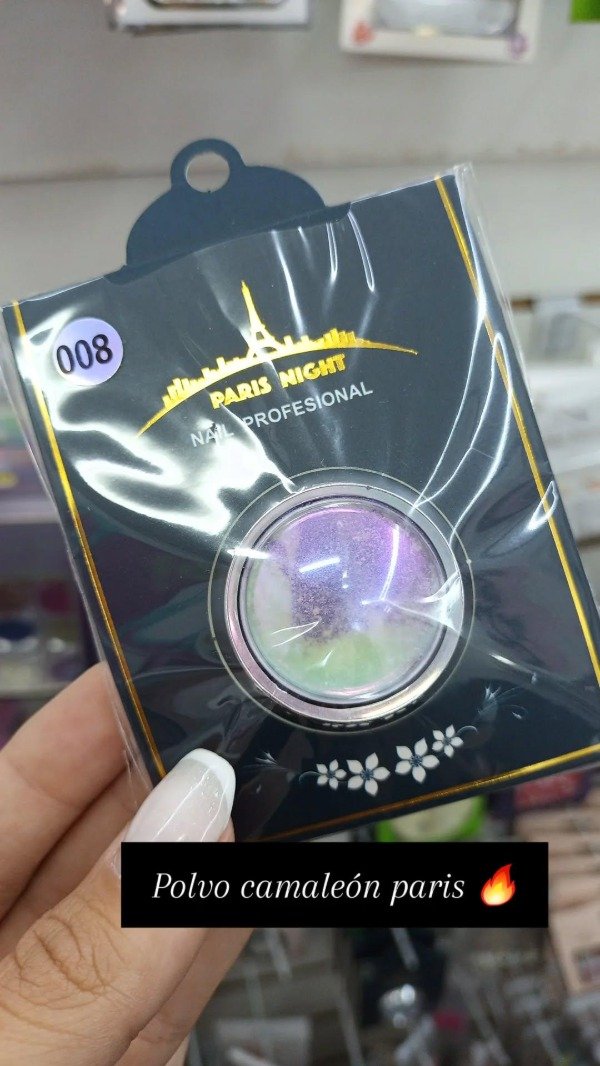 008
PARIS NIGHT
NAIL PROFESIONAL
Polvo camaleón paris 🔥